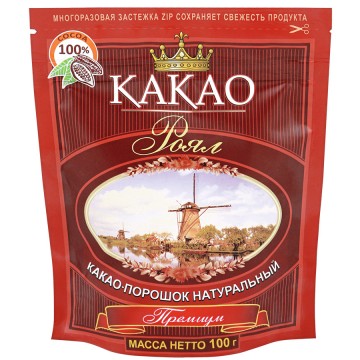 МНОГОРАЗОВАЯ ЗАСТЕЖКА ZIP СОХРАНЯЕТ СВЕЖЕСТЬ ПРОДУКТА
COCOA
100%
КАКАО
Роял
КАКАО-ПОРОШОК НАТУРАЛЬНЫЙ
Премиум
МАССА НЕТТО 100 г